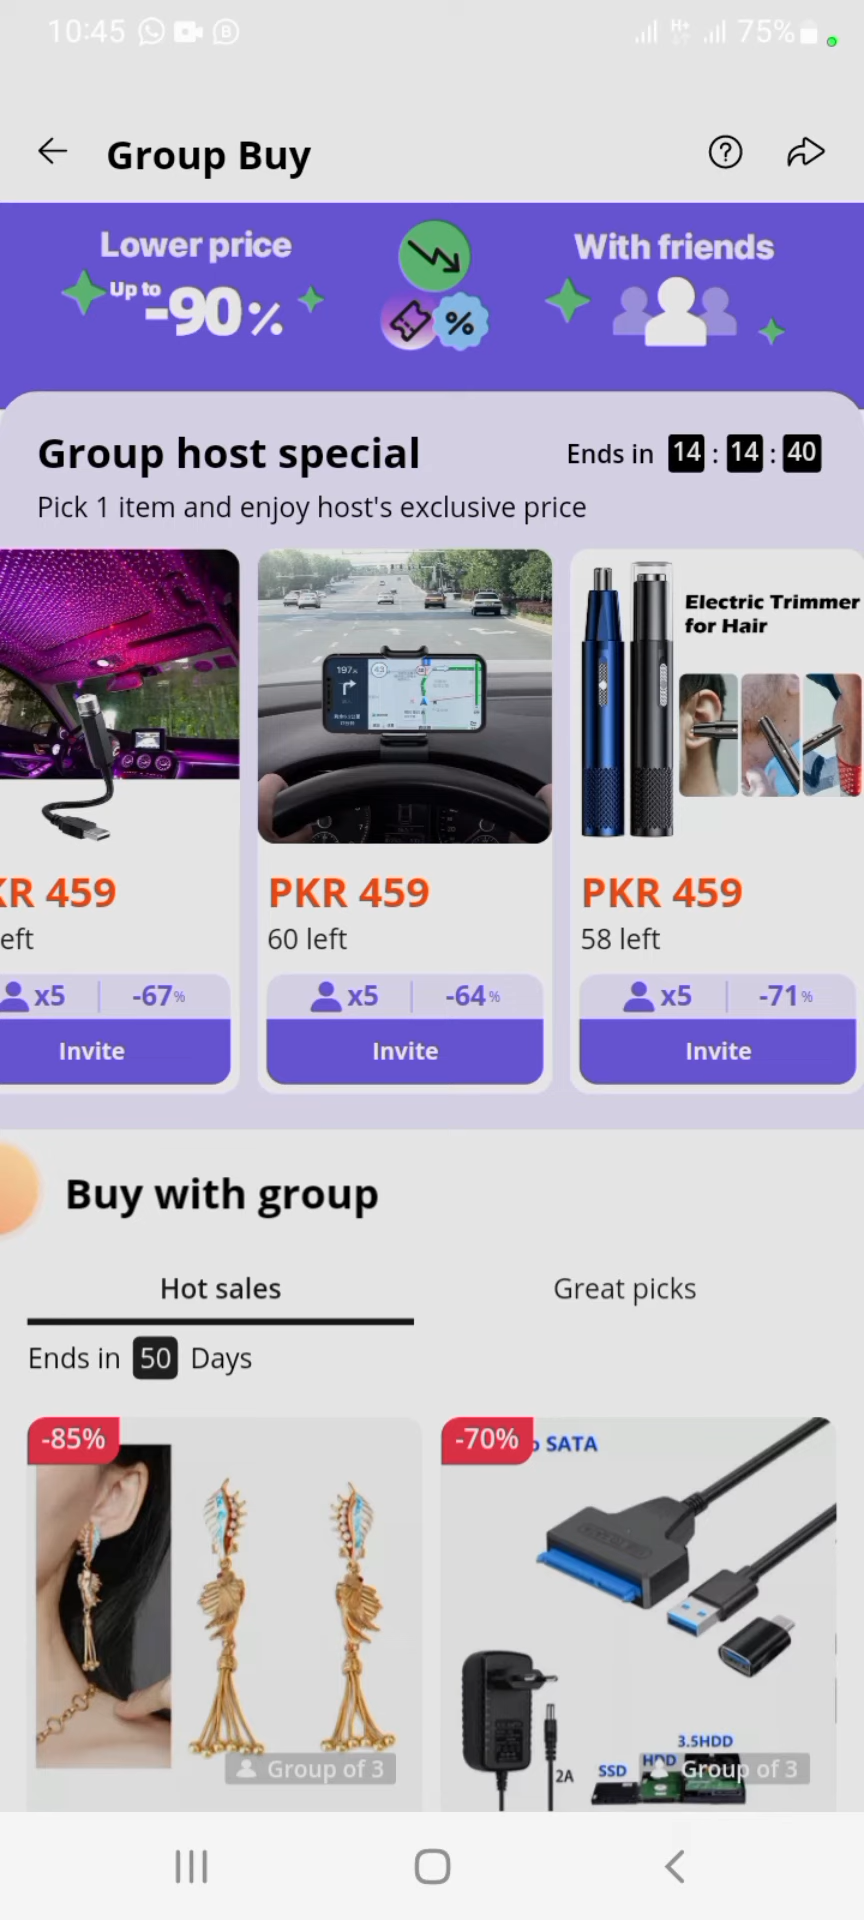 10:45
75%
Group Buy
Lower price
Up to
-90%
%
With friends
Group host special
Ends in 14 : 14 : 40
Pick 1 item and enjoy host's exclusive price
Electric Trimmer
for Hair
KR 459
PKR 459
PKR 459
eft
60 left
58 left
x5
-67%
x5
-64%
x5
-71%
Invite
Invite
Invite
Buy with group
Hot sales
Great picks
Ends in 50 Days
-85%
-70%
SATA
3.5HDD
SSD
HDD
2A
Group of 3
Group of 3